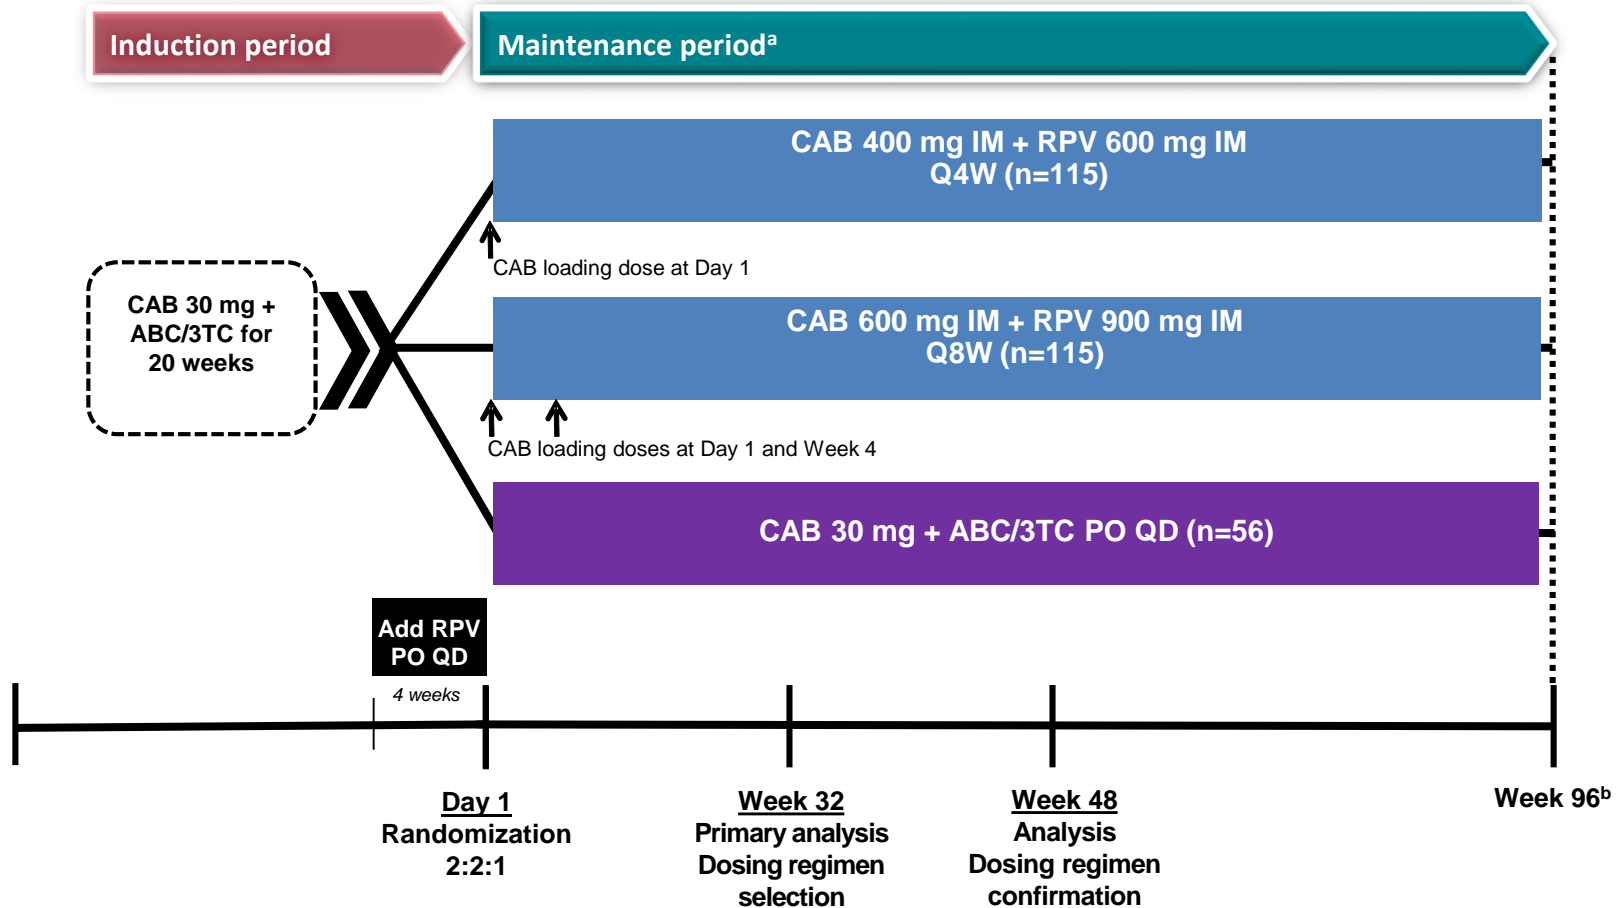 Induction period
Maintenance periodᵃ
CAB 400 mg IM + RPV 600 mg IM
Q4W (n=115)
CAB loading dose at Day 1
CAB 30 mg +
ABC/3TC for
20 weeks
CAB 600 mg IM + RPV 900 mg IM
Q8W (n=115)
CAB loading doses at Day 1 and Week 4
CAB 30 mg + ABC/3TC PO QD (n=56)
Add RPV
PO QD
4 weeks
Day 1
Randomization
2:2:1
Week 32
Primary analysis
Dosing regimen
selection
Week 48
Analysis
Dosing regimen
confirmation
Week 96ᵇ